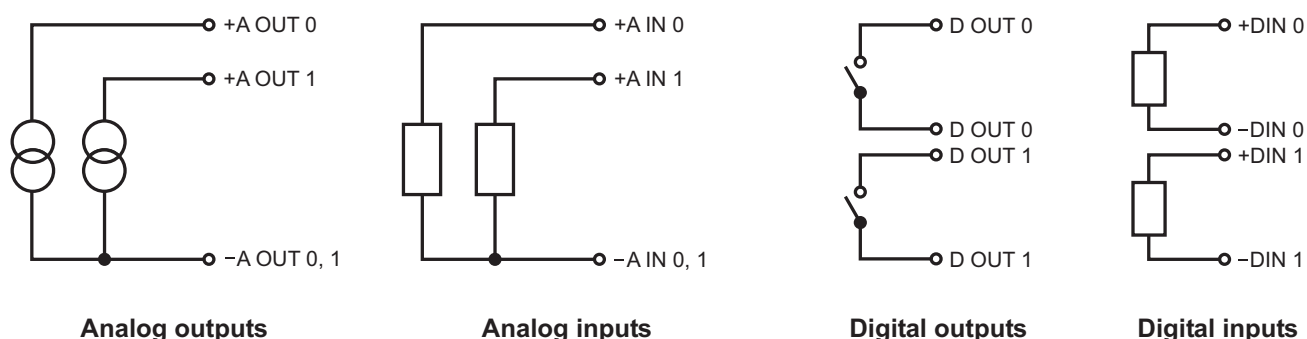 +A OUT 0
+A OUT 1
−A OUT 0, 1
Analog outputs
+A IN 0
+A IN 1
−A IN 0, 1
Analog inputs
D OUT 0
D OUT 0
D OUT 1
D OUT 1
Digital outputs
+DIN 0
−DIN 0
+DIN 1
−DIN 1
Digital inputs